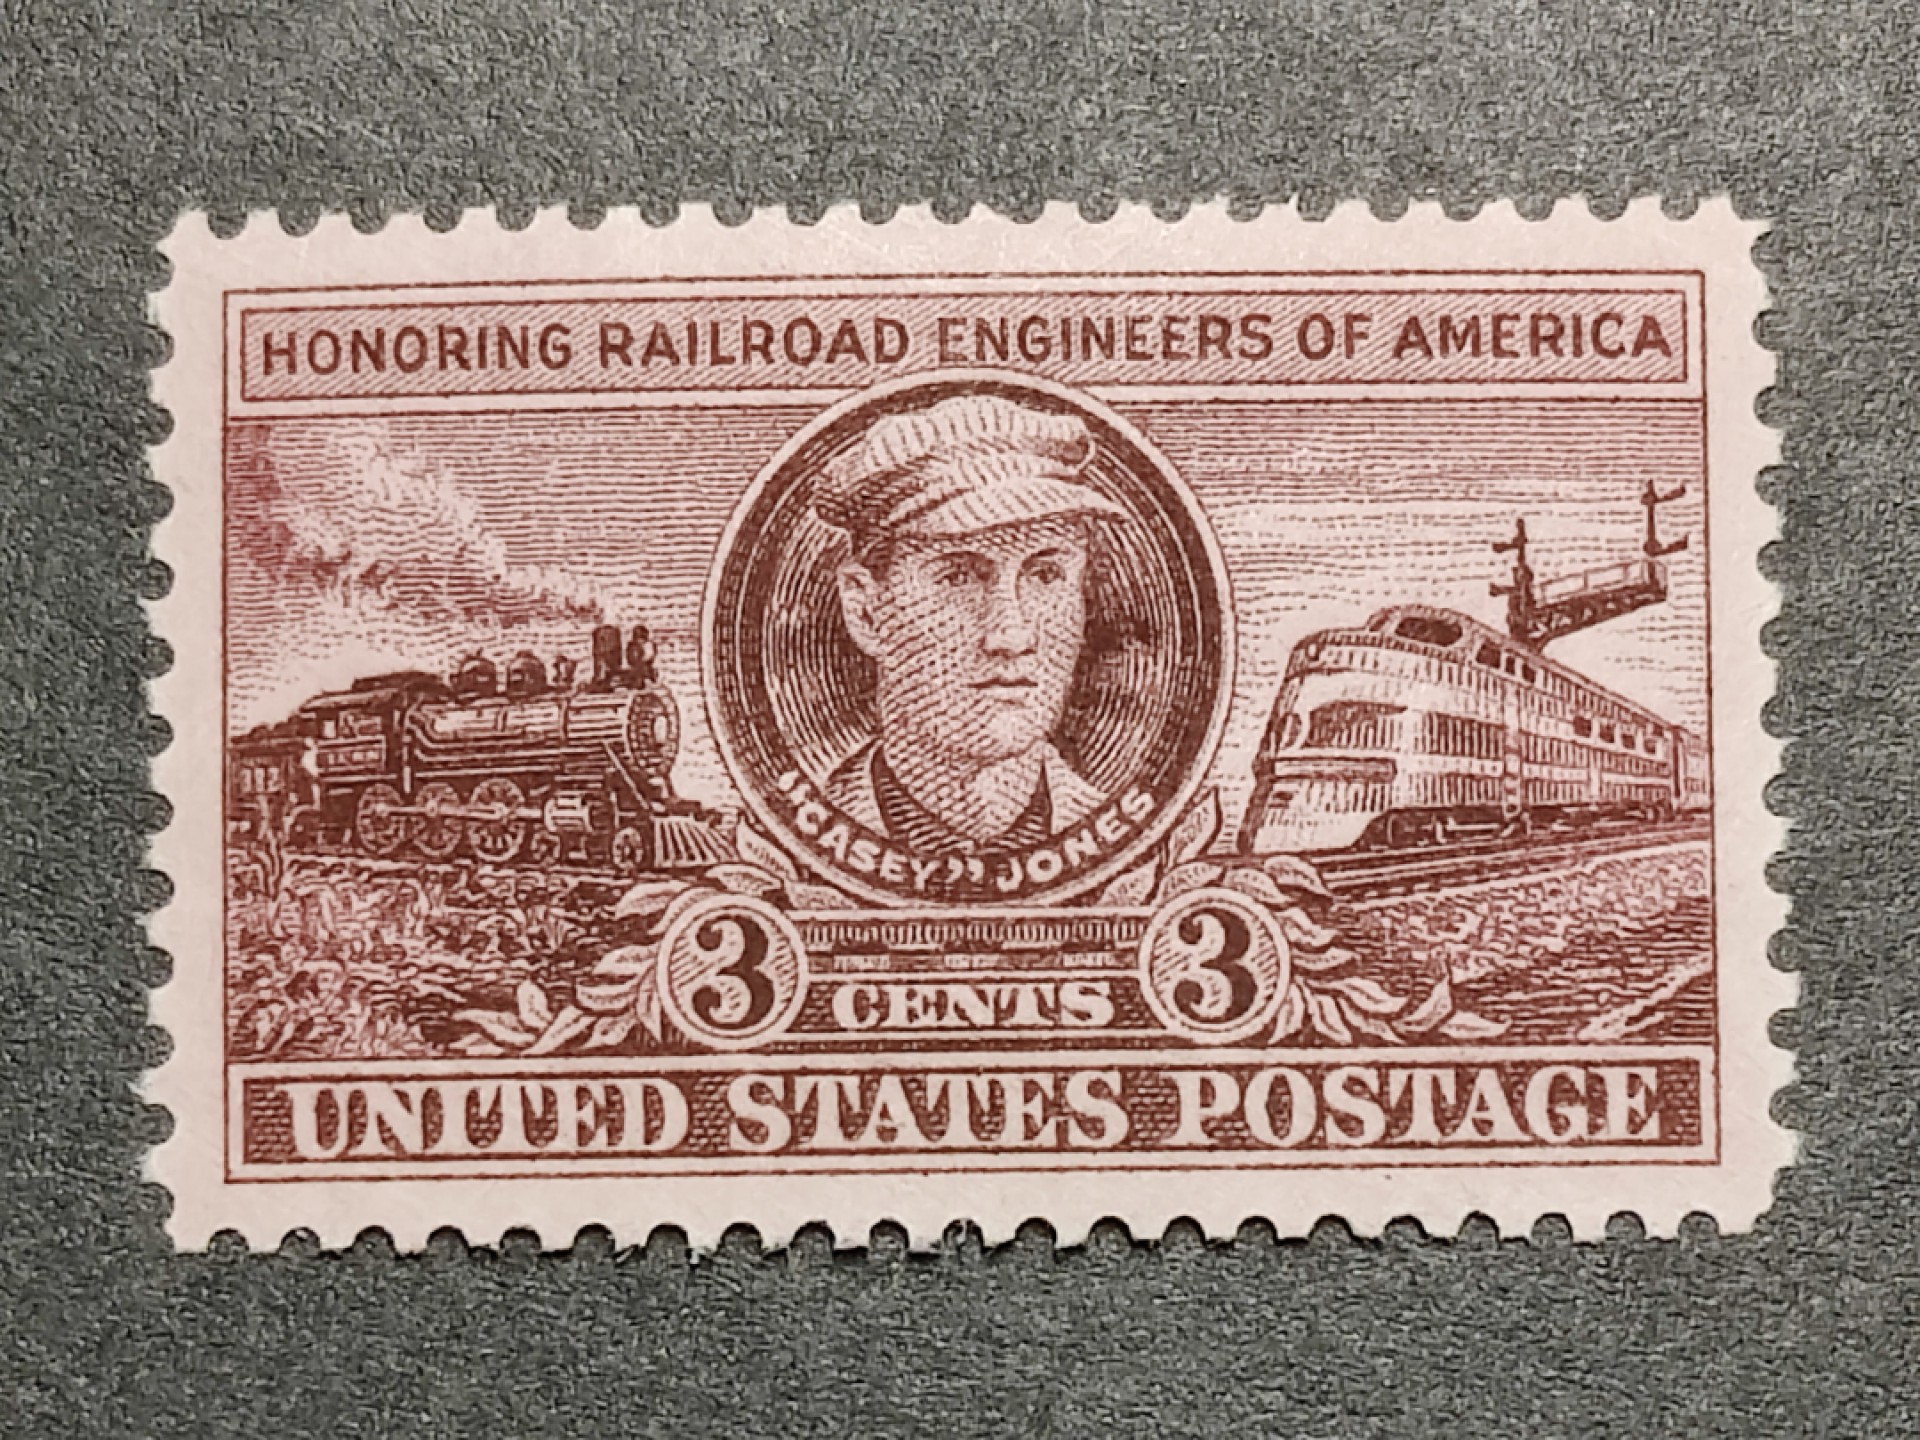 HONORING RAILROAD ENGINEERS OF AMERICA
"CASEY" JONES
3 CENTS 3
UNITED STATES POSTAGE